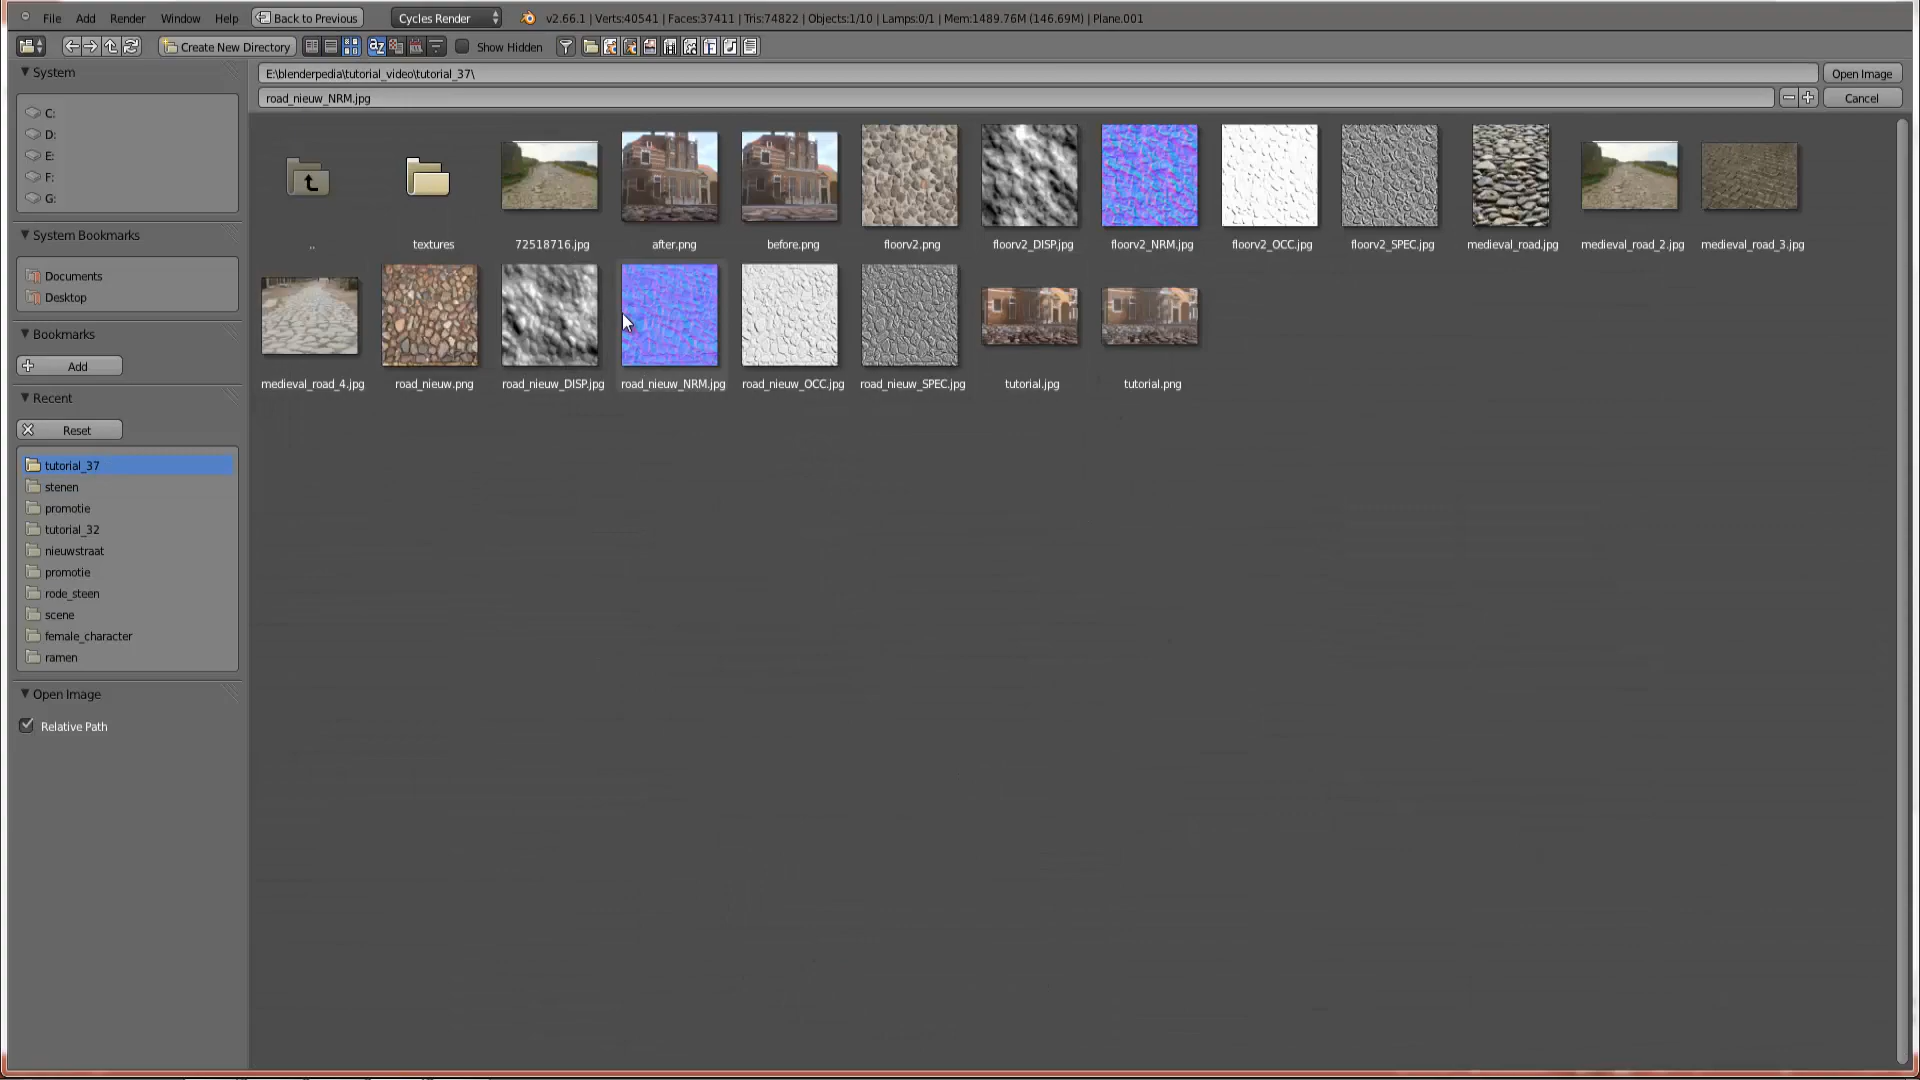 File Add Render Window Help Back to Previous Cycles Render v2.66.1 | Verts:40541 | Faces:37411 | Tris:74822 | Objects:1/10 | Lamps:0/1 | Mem:1489.76M (146.69M) | Plane.001
Create New Directory Show Hidden
System
C:
D:
E:
F:
G:
System Bookmarks
Documents
Desktop
Bookmarks
Add
Recent
Reset
tutorial_37
stenen
promotie
tutorial_32
nieuwstraat
promotie
rode_steen
scene
female_character
ramen
Open Image
Relative Path
E:\blenderpedia\tutorial_video\tutorial_37\ Open Image
road_nieuw_NRM.jpg Cancel
.. textures 72518716.jpg after.png before.png floorv2.png floorv2_DISP.jpg floorv2_NRM.jpg floorv2_OCC.jpg floorv2_SPEC.jpg medieval_road.jpg medieval_road_2.jpg medieval_road_3.jpg
medieval_road_4.jpg road_nieuw.png road_nieuw_DISP.jpg road_nieuw_NRM.jpg road_nieuw_OCC.jpg road_nieuw_SPEC.jpg tutorial.jpg tutorial.png